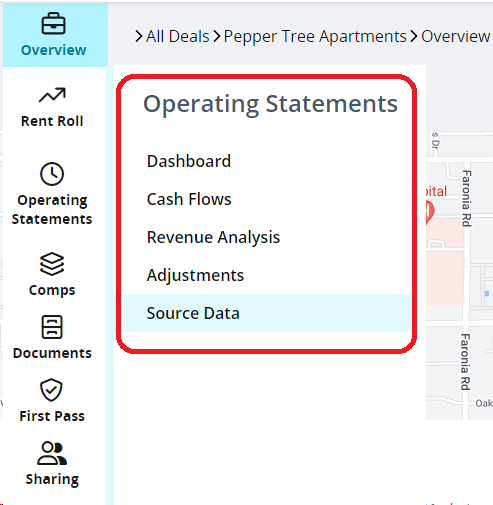 Overview
> All Deals > Pepper Tree Apartments > Overview
Rent Roll
Operating
Statements
Comps
Documents
First Pass
Sharing
Operating Statements
Dashboard
Cash Flows
Revenue Analysis
Adjustments
Source Data
s Dr
Faronia Rd
pital
Faronia Rd
Oak